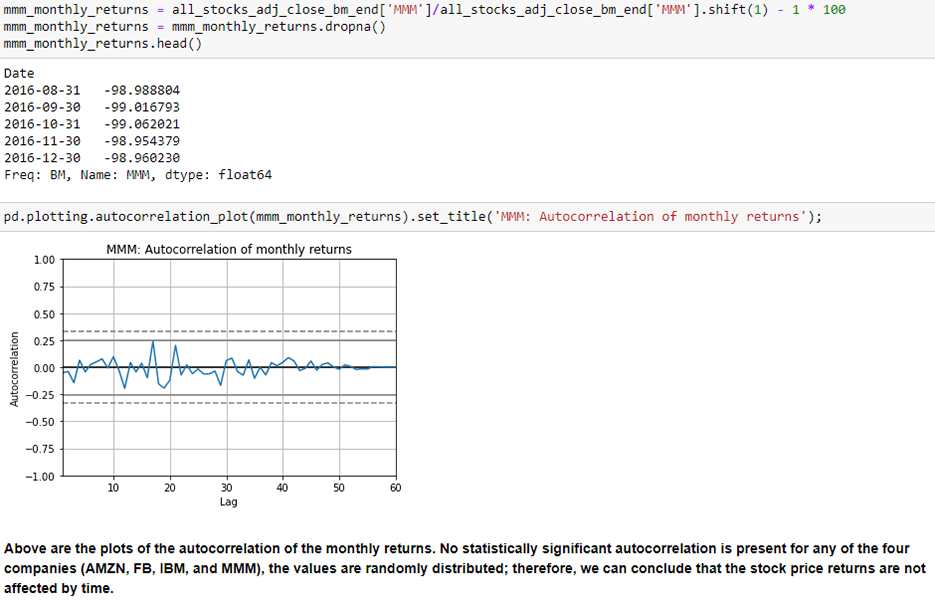 mmm_monthly_returns = all_stocks_adj_close_bm_end['MMM']/all_stocks_adj_close_bm_end['MMM'].shift(1) - 1 * 100
mmm_monthly_returns = mmm_monthly_returns.dropna()
mmm_monthly_returns.head()
Date
2016-08-31 -98.988804
2016-09-30 -99.016793
2016-10-31 -99.062021
2016-11-30 -98.954379
2016-12-30 -98.960230
Freq: BM, Name: MMM, dtype: float64
pd.plotting.autocorrelation_plot(mmm_monthly_returns).set_title('MMM: Autocorrelation of monthly returns');
MMM: Autocorrelation of monthly returns
1.00
0.75
0.50
0.25
0.00
−0.25
−0.50
−0.75
−1.00
Autocorrelation
10 20 30 40 50 60
Lag
Above are the plots of the autocorrelation of the monthly returns. No statistically significant autocorrelation is present for any of the four
companies (AMZN, FB, IBM, and MMM), the values are randomly distributed; therefore, we can conclude that the stock price returns are not
affected by time.